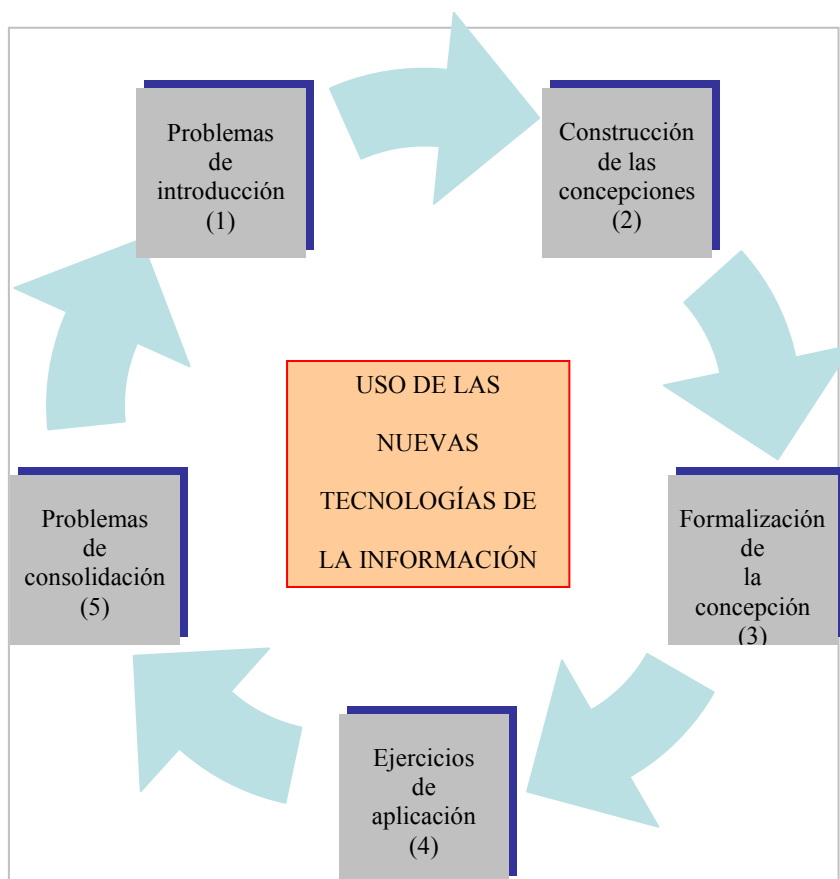 Problemas
de
introducción
(1)
Construcción
de las
concepciones
(2)
USO DE LAS
NUEVAS
TECNOLOGÍAS DE
LA INFORMACIÓN
Formalización
de
la
concepción
(3)
Ejercicios
de
aplicación
(4)
Problemas
de
consolidación
(5)